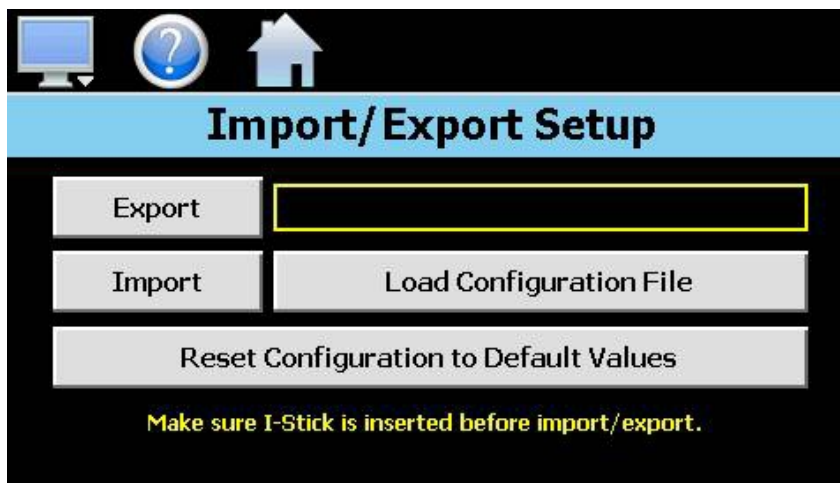 ?
Import/Export Setup
Export
Import
Load Configuration File
Reset Configuration to Default Values
Make sure I-Stick is inserted before import/export.